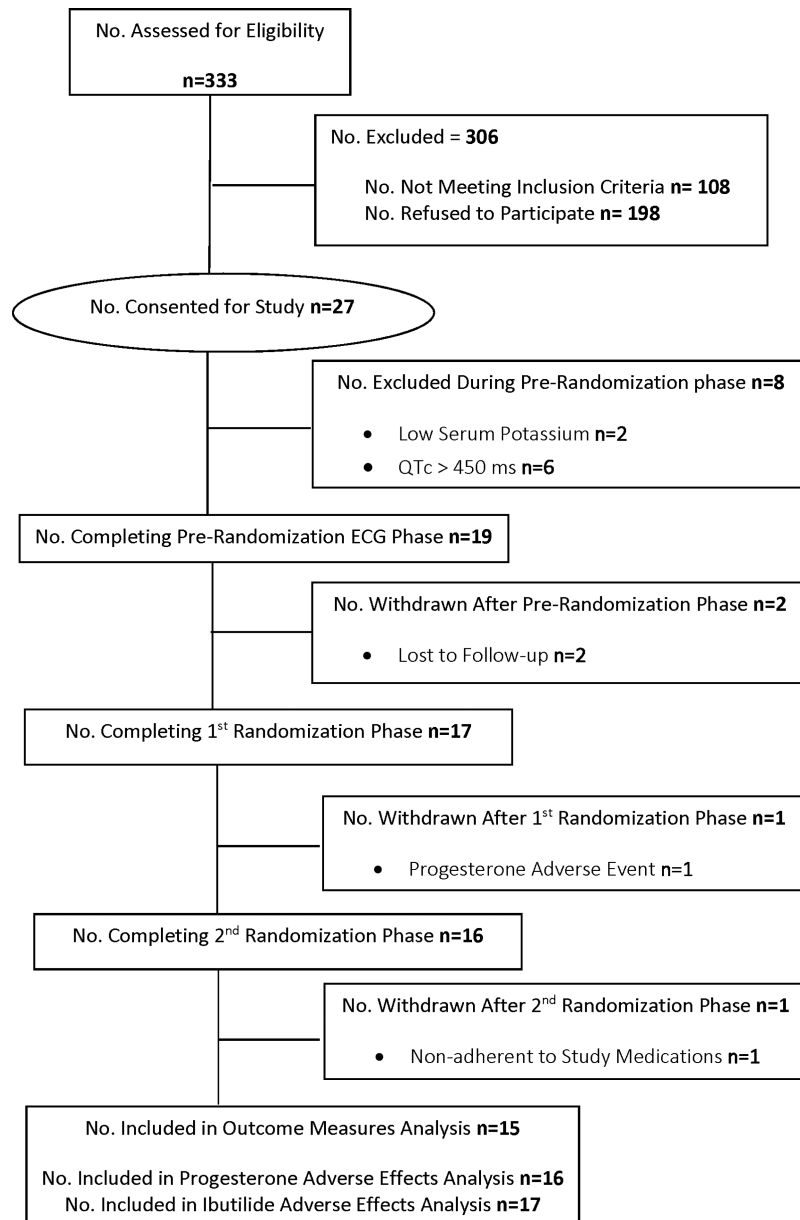 No. Assessed for Eligibility
n=333
No. Excluded = 306
No. Not Meeting Inclusion Criteria n= 108
No. Refused to Participate n= 198
No. Consented for Study n=27
No. Excluded During Pre-Randomization phase n=8
• Low Serum Potassium n=2
• QTc > 450 ms n=6
No. Completing Pre-Randomization ECG Phase n=19
No. Withdrawn After Pre-Randomization Phase n=2
• Lost to Follow-up n=2
No. Completing 1st Randomization Phase n=17
No. Withdrawn After 1st Randomization Phase n=1
• Progesterone Adverse Event n=1
No. Completing 2nd Randomization Phase n=16
No. Withdrawn After 2nd Randomization Phase n=1
• Non-adherent to Study Medications n=1
No. Included in Outcome Measures Analysis n=15
No. Included in Progesterone Adverse Effects Analysis n=16
No. Included in Ibutilide Adverse Effects Analysis n=17